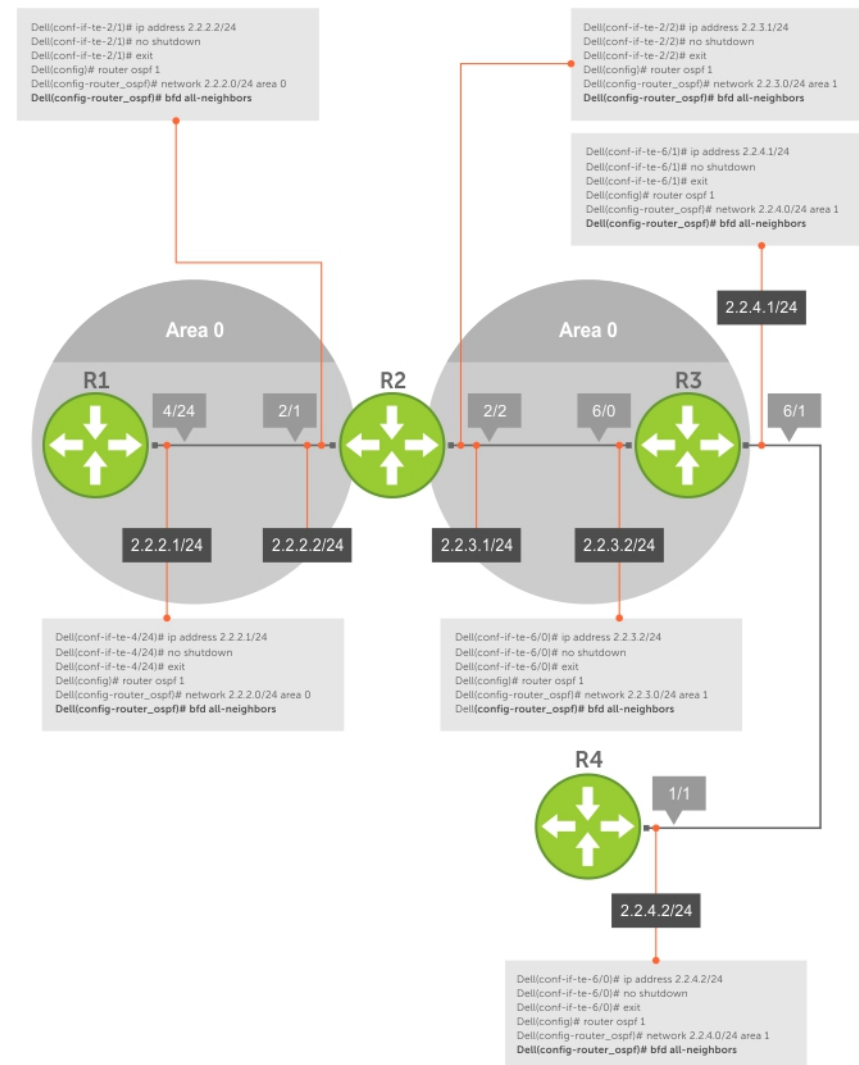 Dell(conf-if-te-2/1)# ip address 2.2.2.2/24
Dell(conf-if-te-2/1)# no shutdown
Dell(conf-if-te-2/1)# exit
Dell(config)# router ospf 1
Dell(config-router_ospf)# network 2.2.2.0/24 area 0
Dell(config-router_ospf)# bfd all-neighbors
Dell(conf-if-te-2/2)# ip address 2.2.3.1/24
Dell(conf-if-te-2/2)# no shutdown
Dell(conf-if-te-2/2)# exit
Dell(config)# router ospf 1
Dell(config-router_ospf)# network 2.2.3.0/24 area 1
Dell(config-router_ospf)# bfd all-neighbors
Dell(conf-if-te-6/1)# ip address 2.2.4.1/24
Dell(conf-if-te-6/1)# no shutdown
Dell(conf-if-te-6/1)# exit
Dell(config)# router ospf 1
Dell(config-router_ospf)# network 2.2.4.0/24 area 1
Dell(config-router_ospf)# bfd all-neighbors
2.2.4.1/24
Area 0
Area 0
R1
R2
R3
4/24
2/1
2/2
6/0
6/1
2.2.2.1/24
2.2.2.2/24
2.2.3.1/24
2.2.3.2/24
Dell(conf-if-te-4/24)# ip address 2.2.2.1/24
Dell(conf-if-te-4/24)# no shutdown
Dell(conf-if-te-4/24)# exit
Dell(config)# router ospf 1
Dell(config-router_ospf)# network 2.2.2.0/24 area 0
Dell(config-router_ospf)# bfd all-neighbors
Dell(conf-if-te-6/0)# ip address 2.2.3.2/24
Dell(conf-if-te-6/0)# no shutdown
Dell(conf-if-te-6/0)# exit
Dell(config)# router ospf 1
Dell(config-router_ospf)# network 2.2.3.0/24 area 1
Dell(config-router_ospf)# bfd all-neighbors
R4
1/1
2.2.4.2/24
Dell(conf-if-te-6/0)# ip address 2.2.4.2/24
Dell(conf-if-te-6/0)# no shutdown
Dell(conf-if-te-6/0)# exit
Dell(config)# router ospf 1
Dell(config-router_ospf)# network 2.2.4.0/24 area 1
Dell(config-router_ospf)# bfd all-neighbors